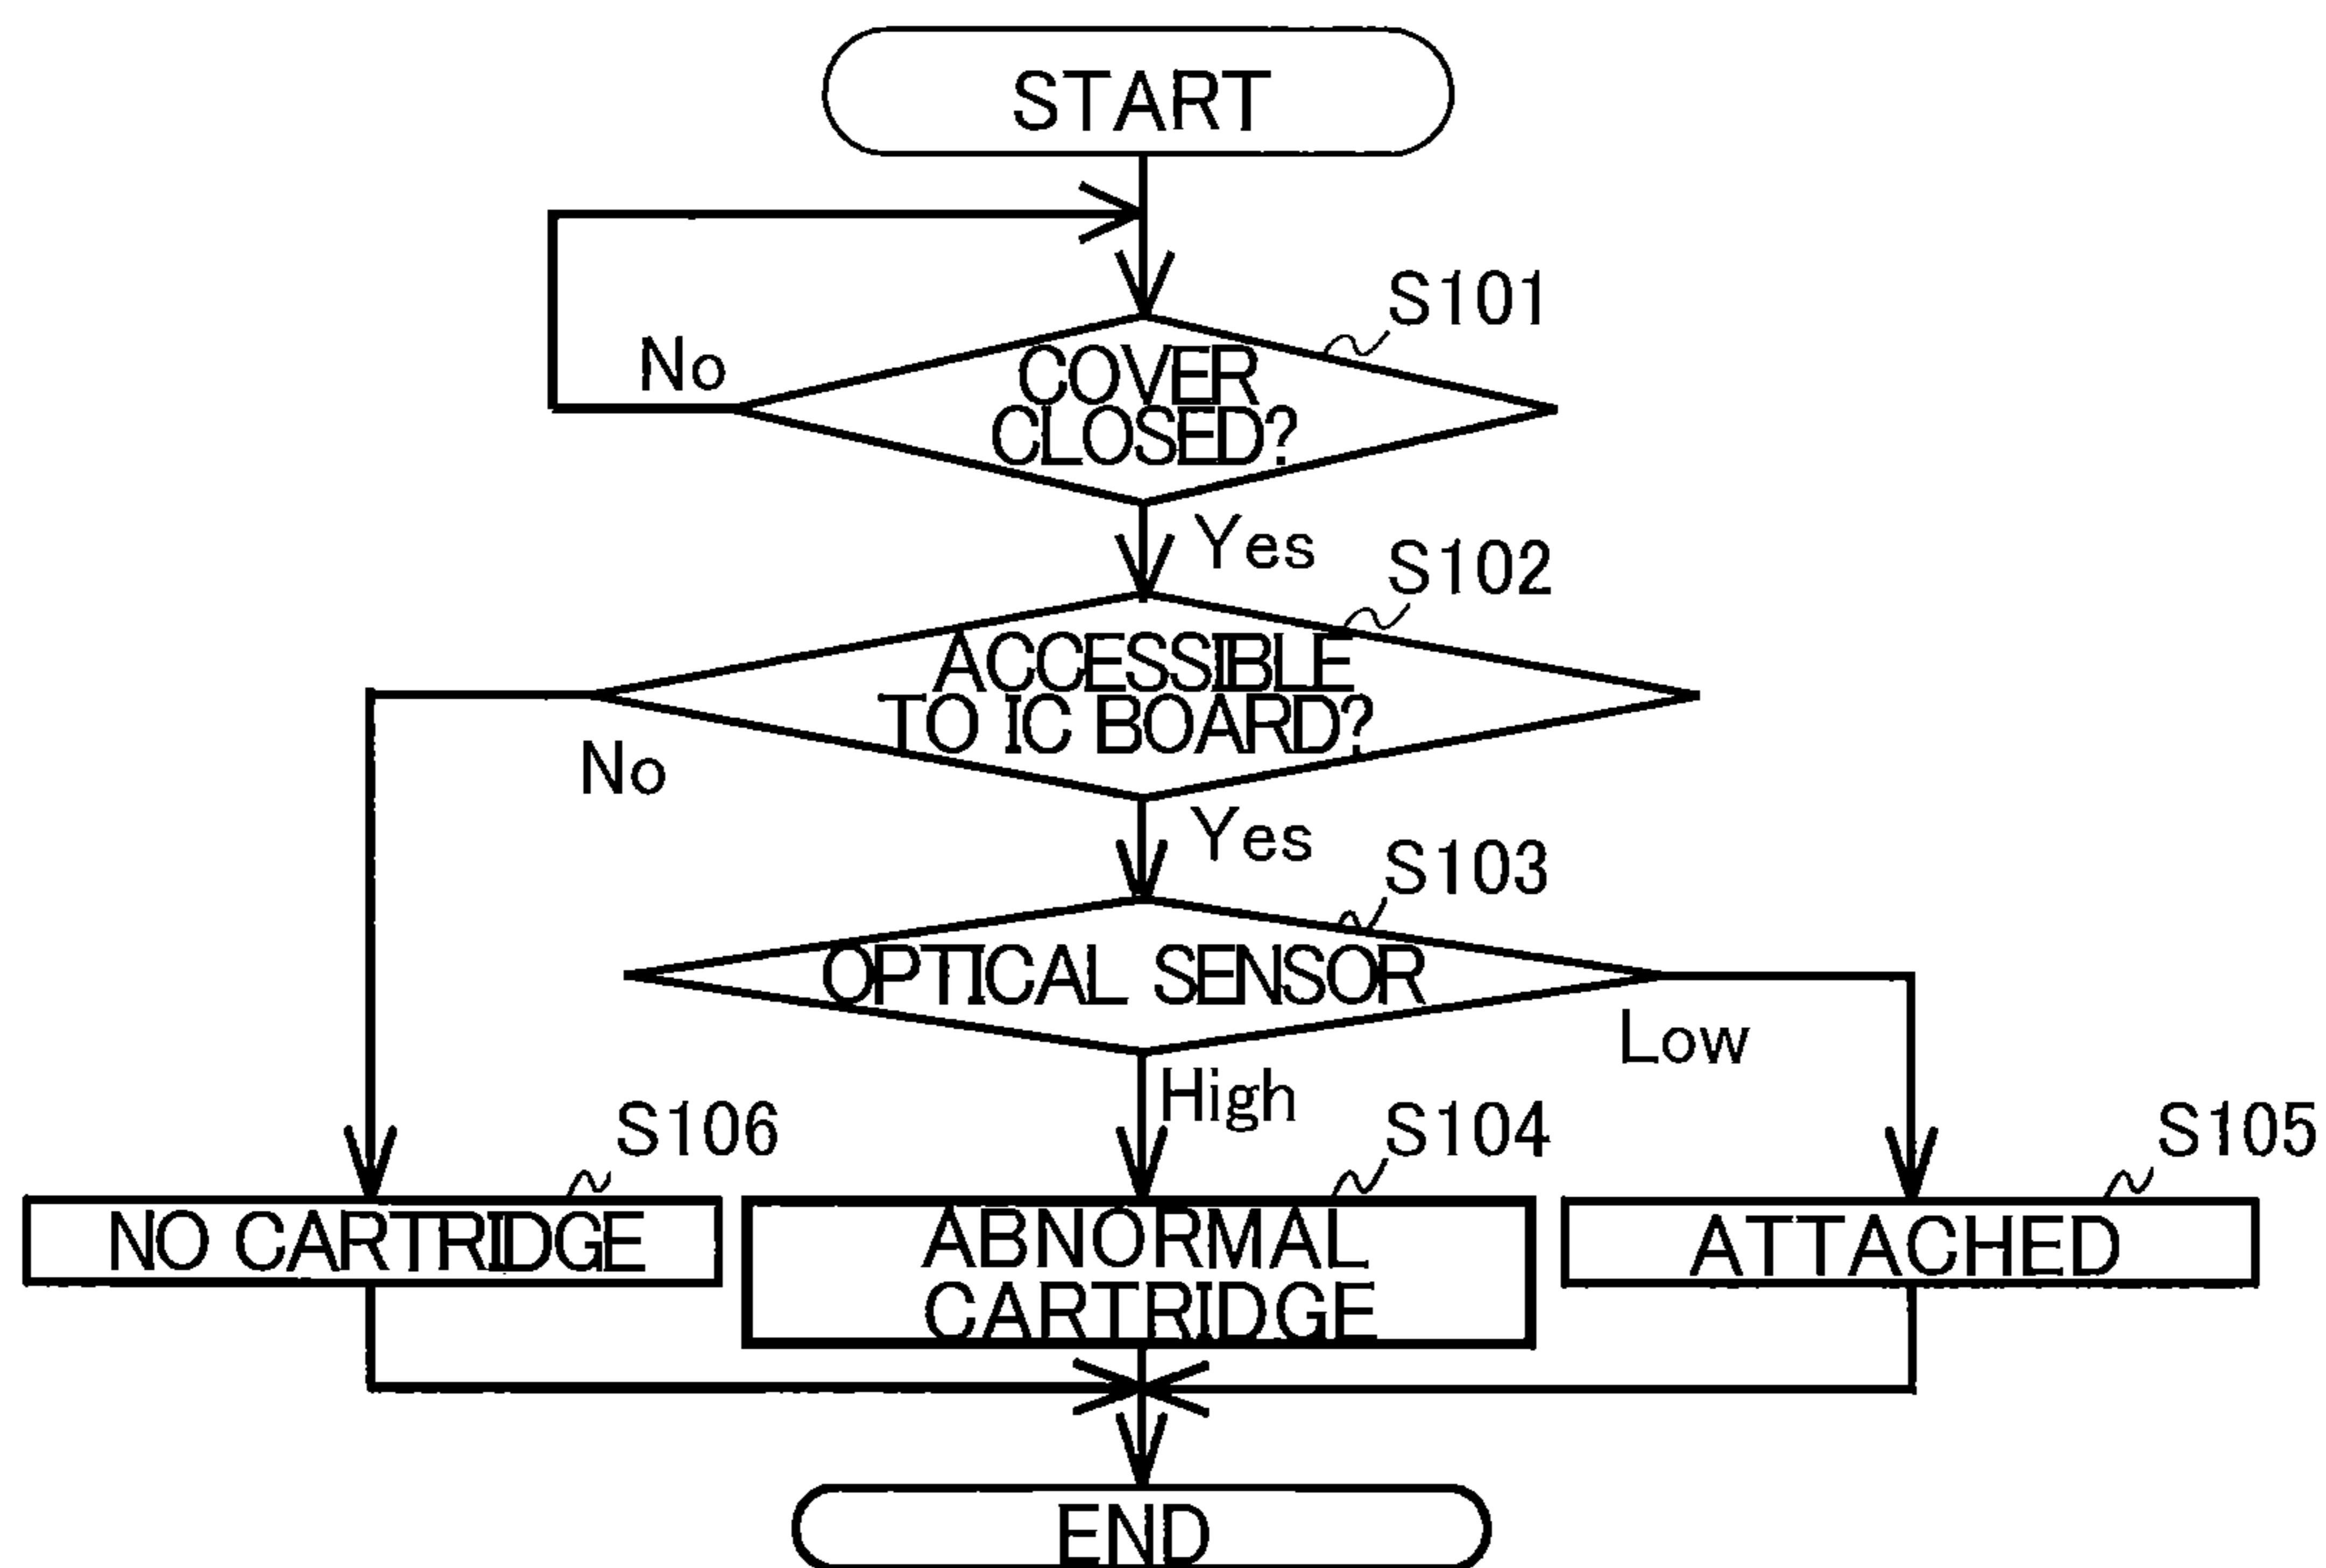 START
S101
No
COVER
CLOSED?
Yes
S102
ACCESSIBLE
TO IC BOARD?
No
Yes
S103
OPTICAL SENSOR
Low
High
S106
S104
S105
NO CARTRIDGE
ABNORMAL
CARTRIDGE
ATTACHED
END